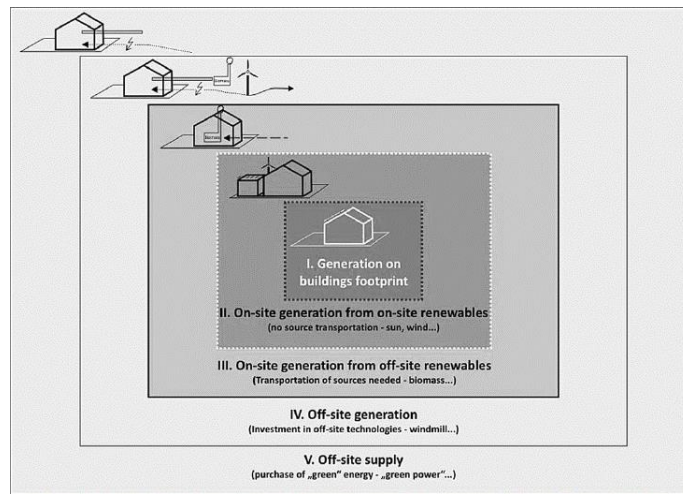 I. Generation on
buildings footprint
II. On-site generation from on-site renewables
(no source transportation - sun, wind...)
III. On-site generation from off-site renewables
(Transportation of sources needed - biomass...)
IV. Off-site generation
(Investment in off-site technologies - windmill...)
V. Off-site supply
(purchase of „green“ energy - „green power“...)